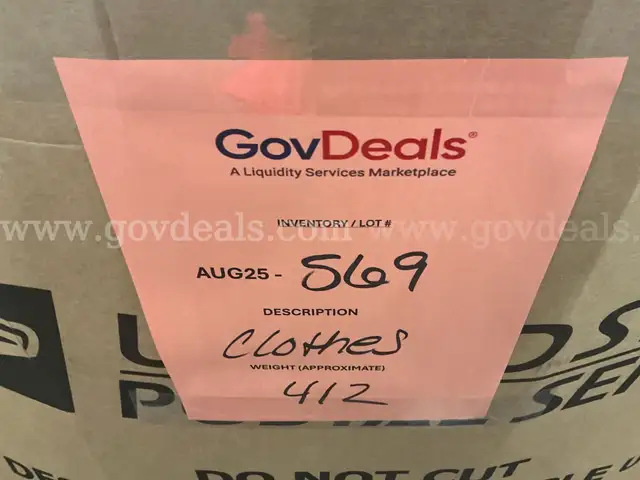 GovDeals®
A Liquidity Services Marketplace
INVENTORY / LOT #
www.govdeals.com www.govdeals.com
AUG25 - 569
DESCRIPTION
Clothes
WEIGHT (APPROXIMATE)
412
DO NOT CUT